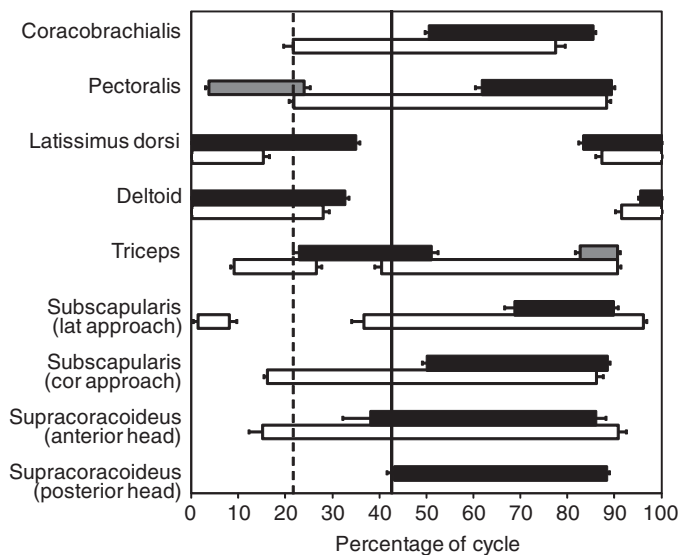 Coracobrachialis
Pectoralis
Latissimus dorsi
Deltoid
Triceps
Subscapularis
(lat approach)
Subscapularis
(cor approach)
Supracoracoideus
(anterior head)
Supracoracoideus
(posterior head)
0 10 20 30 40 50 60 70 80 90 100
Percentage of cycle